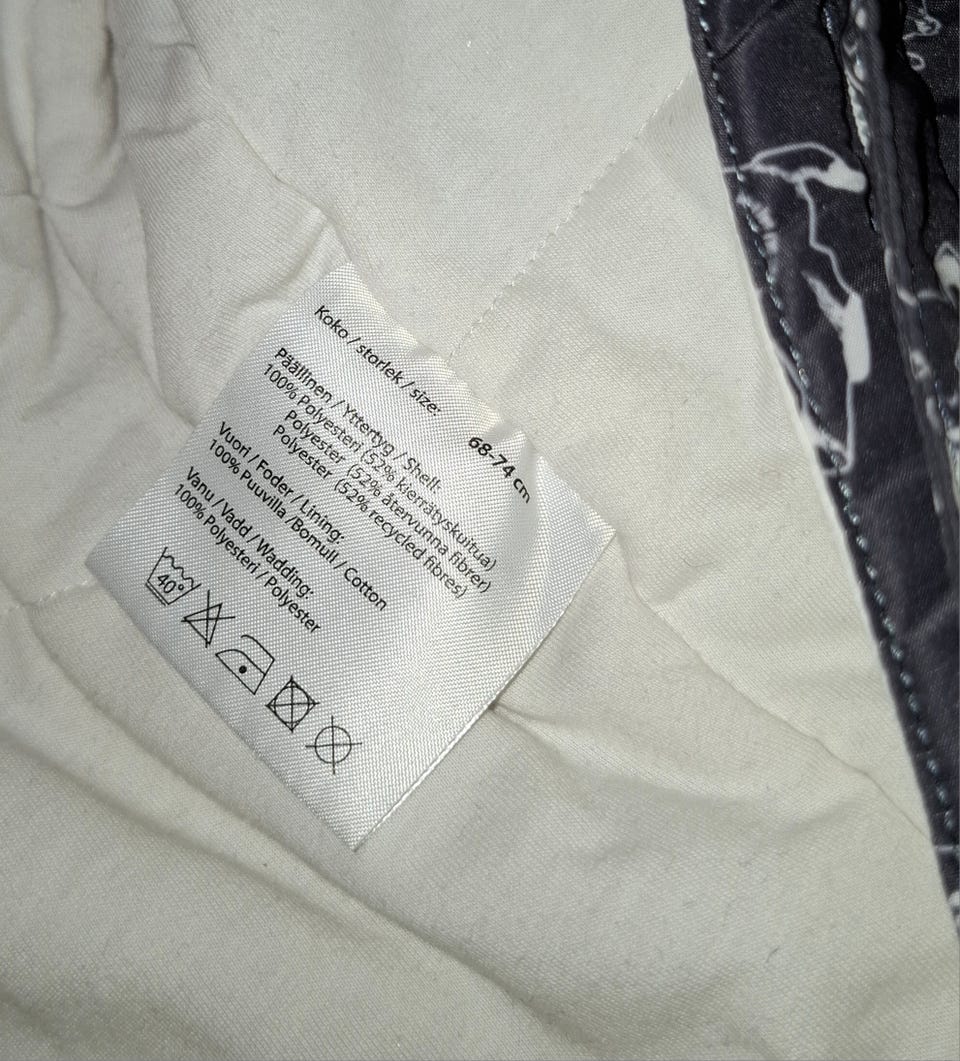 Koko / storlek / size: 68-74 cm
Päällinen / Yttertyg / Shell:
100% Polyesteri (52% kierrätyskuitua)
Polyester (52% återvunna fibrer)
Polyester (52% recycled fibres)
Vuori / Foder / Lining:
100% Puuvilla /Bomull / Cotton
Vanu / Vadd / Wadding:
100% Polyesteri / Polyester
40°